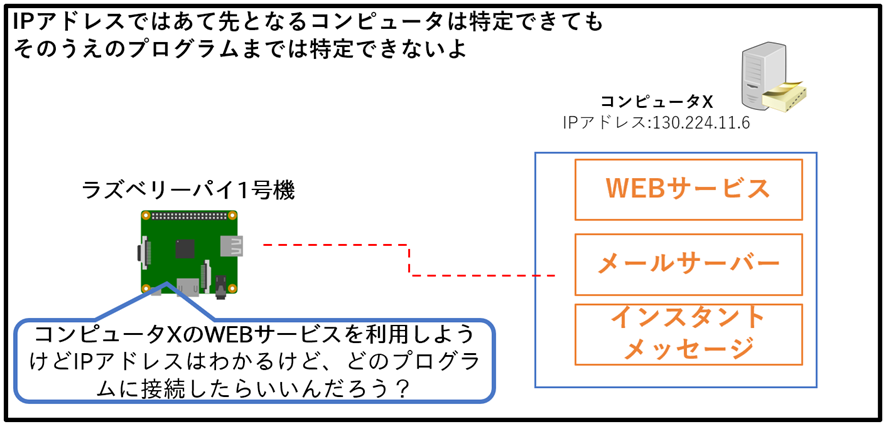 IPアドレスではあて先となるコンピュータは特定できても
そのうえのプログラムまでは特定できないよ
コンピュータX
IPアドレス:130.224.11.6
ラズベリーパイ1号機
WEBサービス
メールサーバー
インスタント
メッセージ
コンピュータXのWEBサービスを利用しよう
けどIPアドレスはわかるけど、どのプログラ
ムに接続したらいいんだろう？